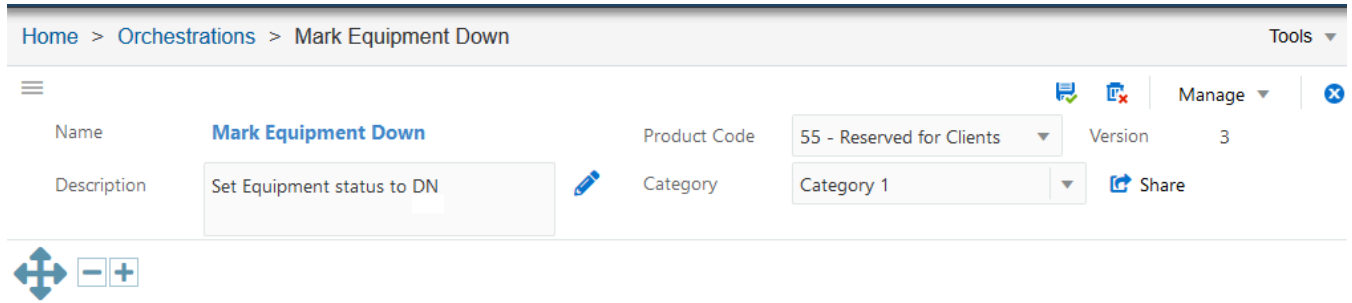 Home > Orchestrations > Mark Equipment Down Tools
Manage
Name Mark Equipment Down Product Code 55 - Reserved for Clients Version 3
Description Set Equipment status to DN Category Category 1 Share